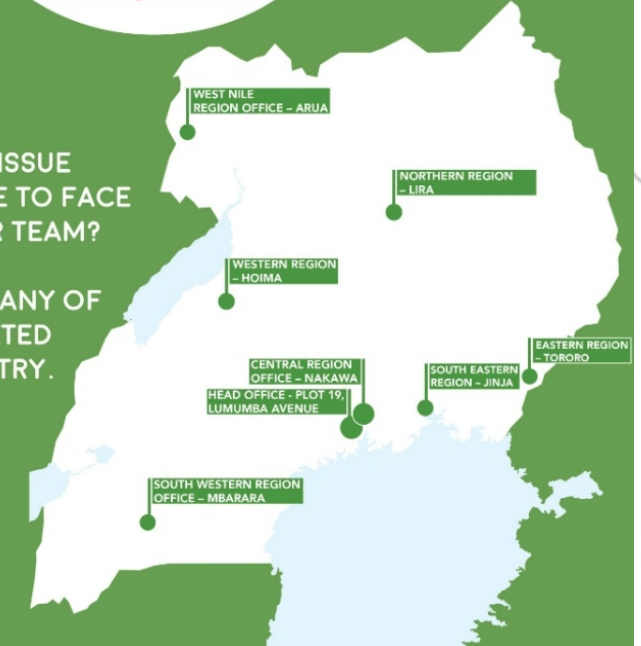 ISSUE
E TO FACE
R TEAM?
ANY OF
TED
TRY.
WEST NILE
REGION OFFICE – ARUA
NORTHERN REGION
– LIRA
WESTERN REGION
– HOIMA
EASTERN REGION
– TORORO
CENTRAL REGION
OFFICE – NAKAWA
SOUTH EASTERN
REGION – JINJA
HEAD OFFICE - PLOT 19,
LUMUMBA AVENUE
SOUTH WESTERN REGION
OFFICE – MBARARA